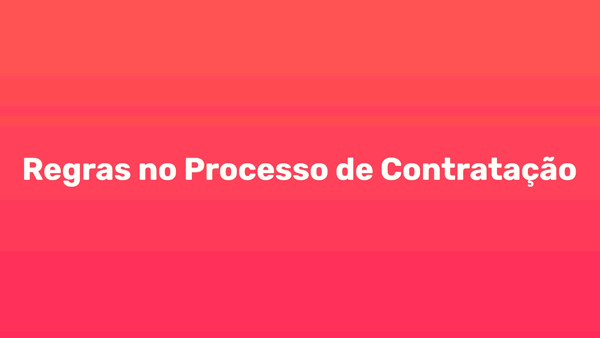 Regras no Processo de Contratação